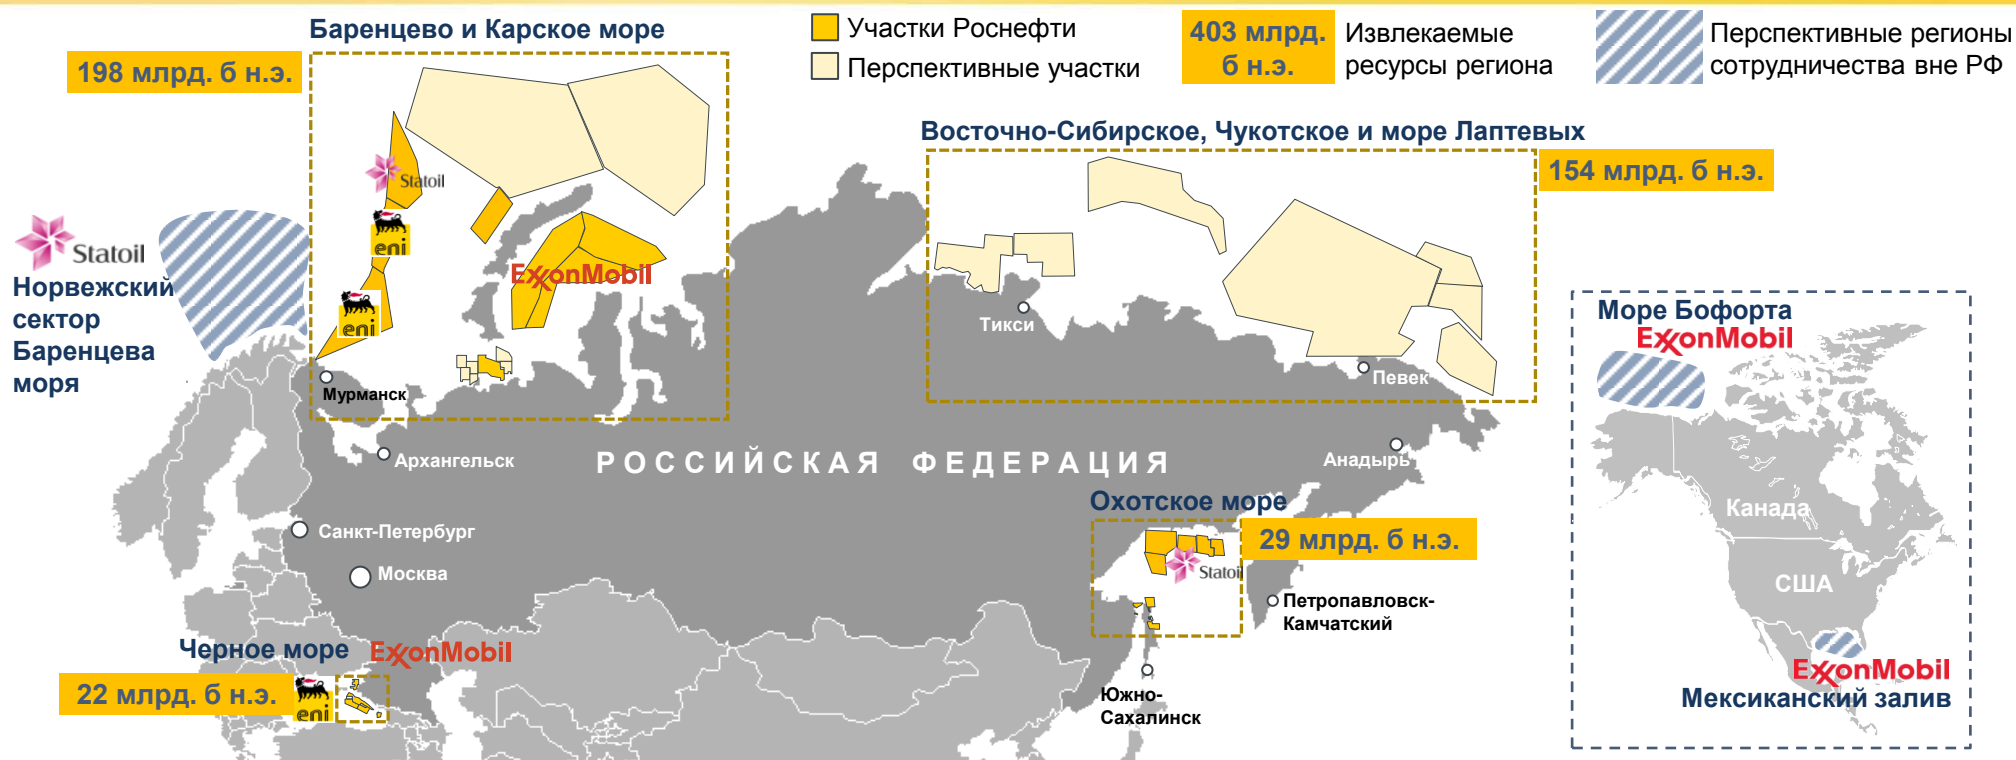 Баренцево и Карское море
198 млрд. б н.э.
Участки Роснефти
Перспективные участки
403 млрд.
б н.э.
Извлекаемые
ресурсы региона
Перспективные регионы
сотрудничества вне РФ
Восточно-Сибирское, Чукотское и море Лаптевых
154 млрд. б н.э.
Statoil
eni
eni
ExxonMobil
Statoil
Норвежский
сектор
Баренцева
моря
Мурманск
Архангельск
Санкт-Петербург
Москва
РОССИЙСКАЯ ФЕДЕРАЦИЯ
Тикси
Певек
Анадырь
Охотское море
29 млрд. б н.э.
Statoil
Петропавловск-
Камчатский
Южно-
Сахалинск
Черное море
ExxonMobil
22 млрд. б н.э.
eni
Море Бофорта
ExxonMobil
Канада
США
ExxonMobil
Мексиканский залив